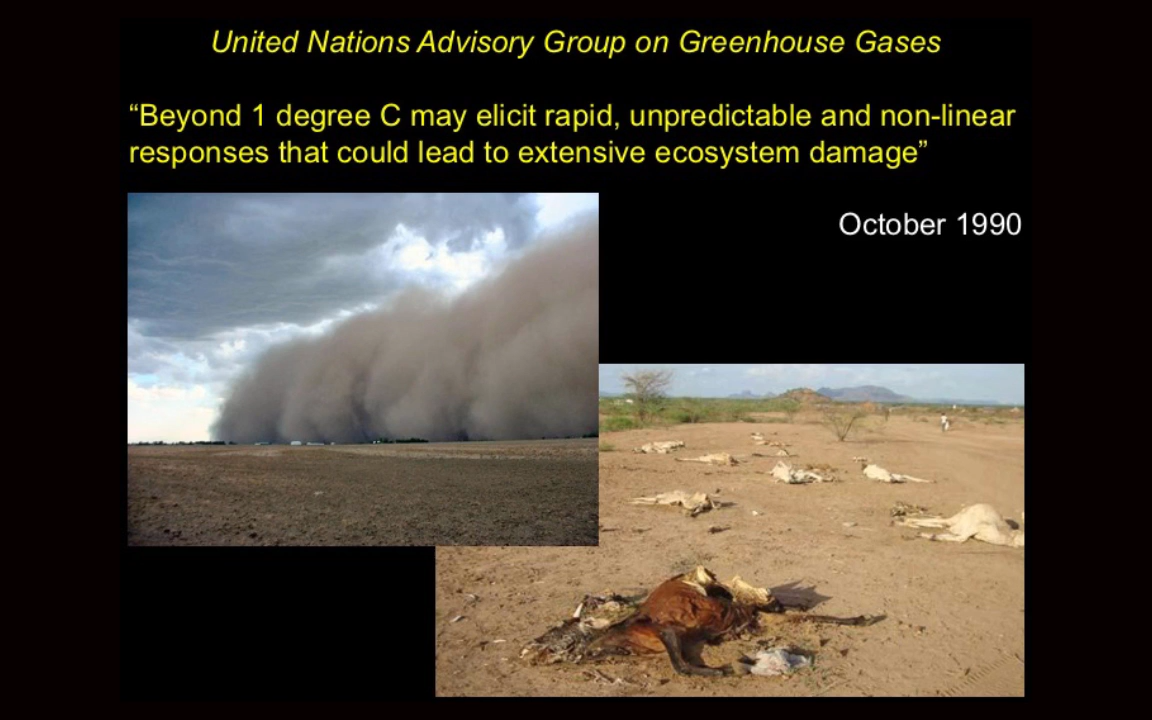 United Nations Advisory Group on Greenhouse Gases
“Beyond 1 degree C may elicit rapid, unpredictable and non-linear
responses that could lead to extensive ecosystem damage”
October 1990